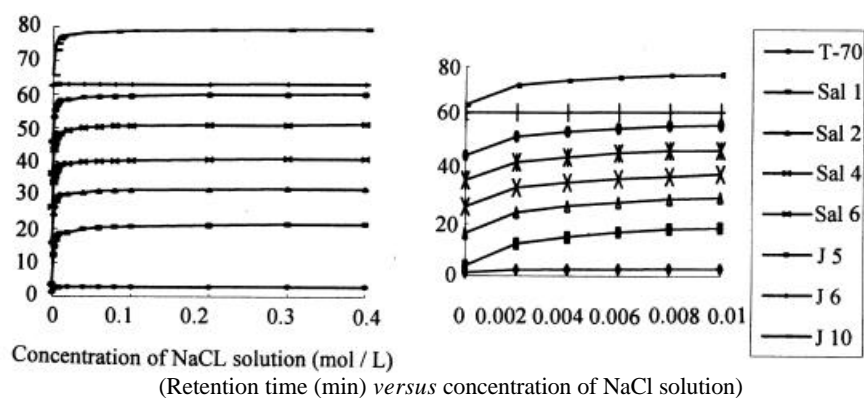 80
70
60
50
40
30
20
10
0
0 0.1 0.2 0.3 0.4
Concentration of NaCL solution (mol / L)
80
60
40
20
0
0 0.002 0.004 0.006 0.008 0.01
T-70
Sal 1
Sal 2
Sal 4
Sal 6
J 5
J 6
J 10
(Retention time (min) versus concentration of NaCl solution)